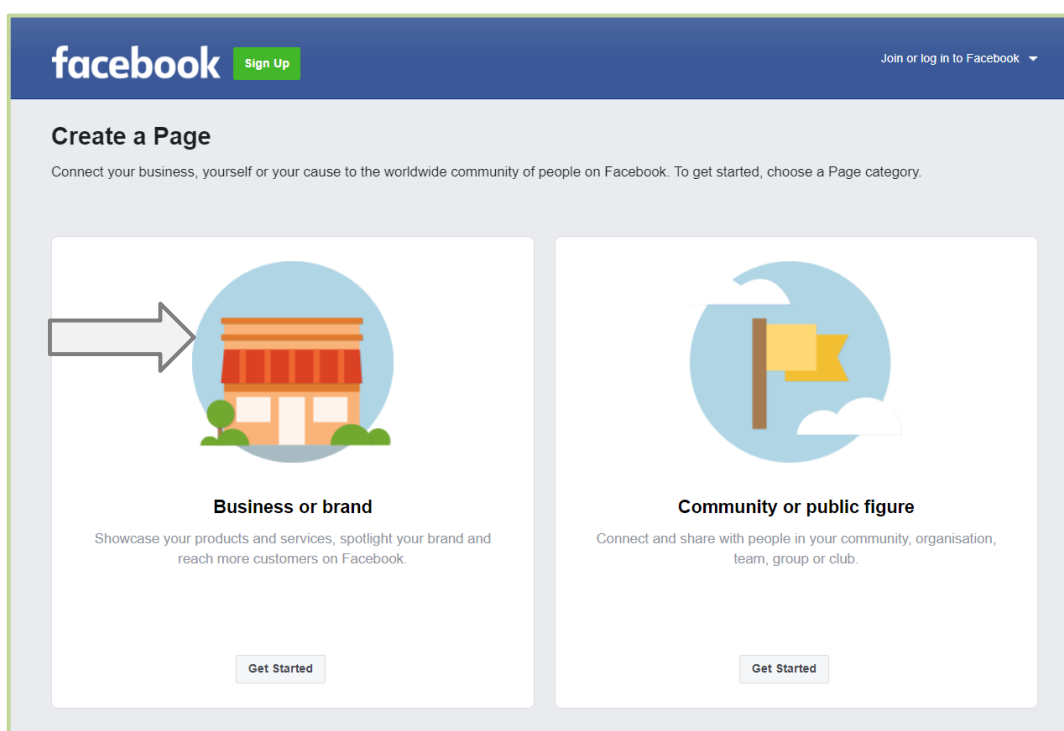 facebook Sign Up Join or log in to Facebook
Create a Page
Connect your business, yourself or your cause to the worldwide community of people on Facebook. To get started, choose a Page category.
Business or brand
Showcase your products and services, spotlight your brand and
reach more customers on Facebook.
Get Started
Community or public figure
Connect and share with people in your community, organisation,
team, group or club.
Get Started